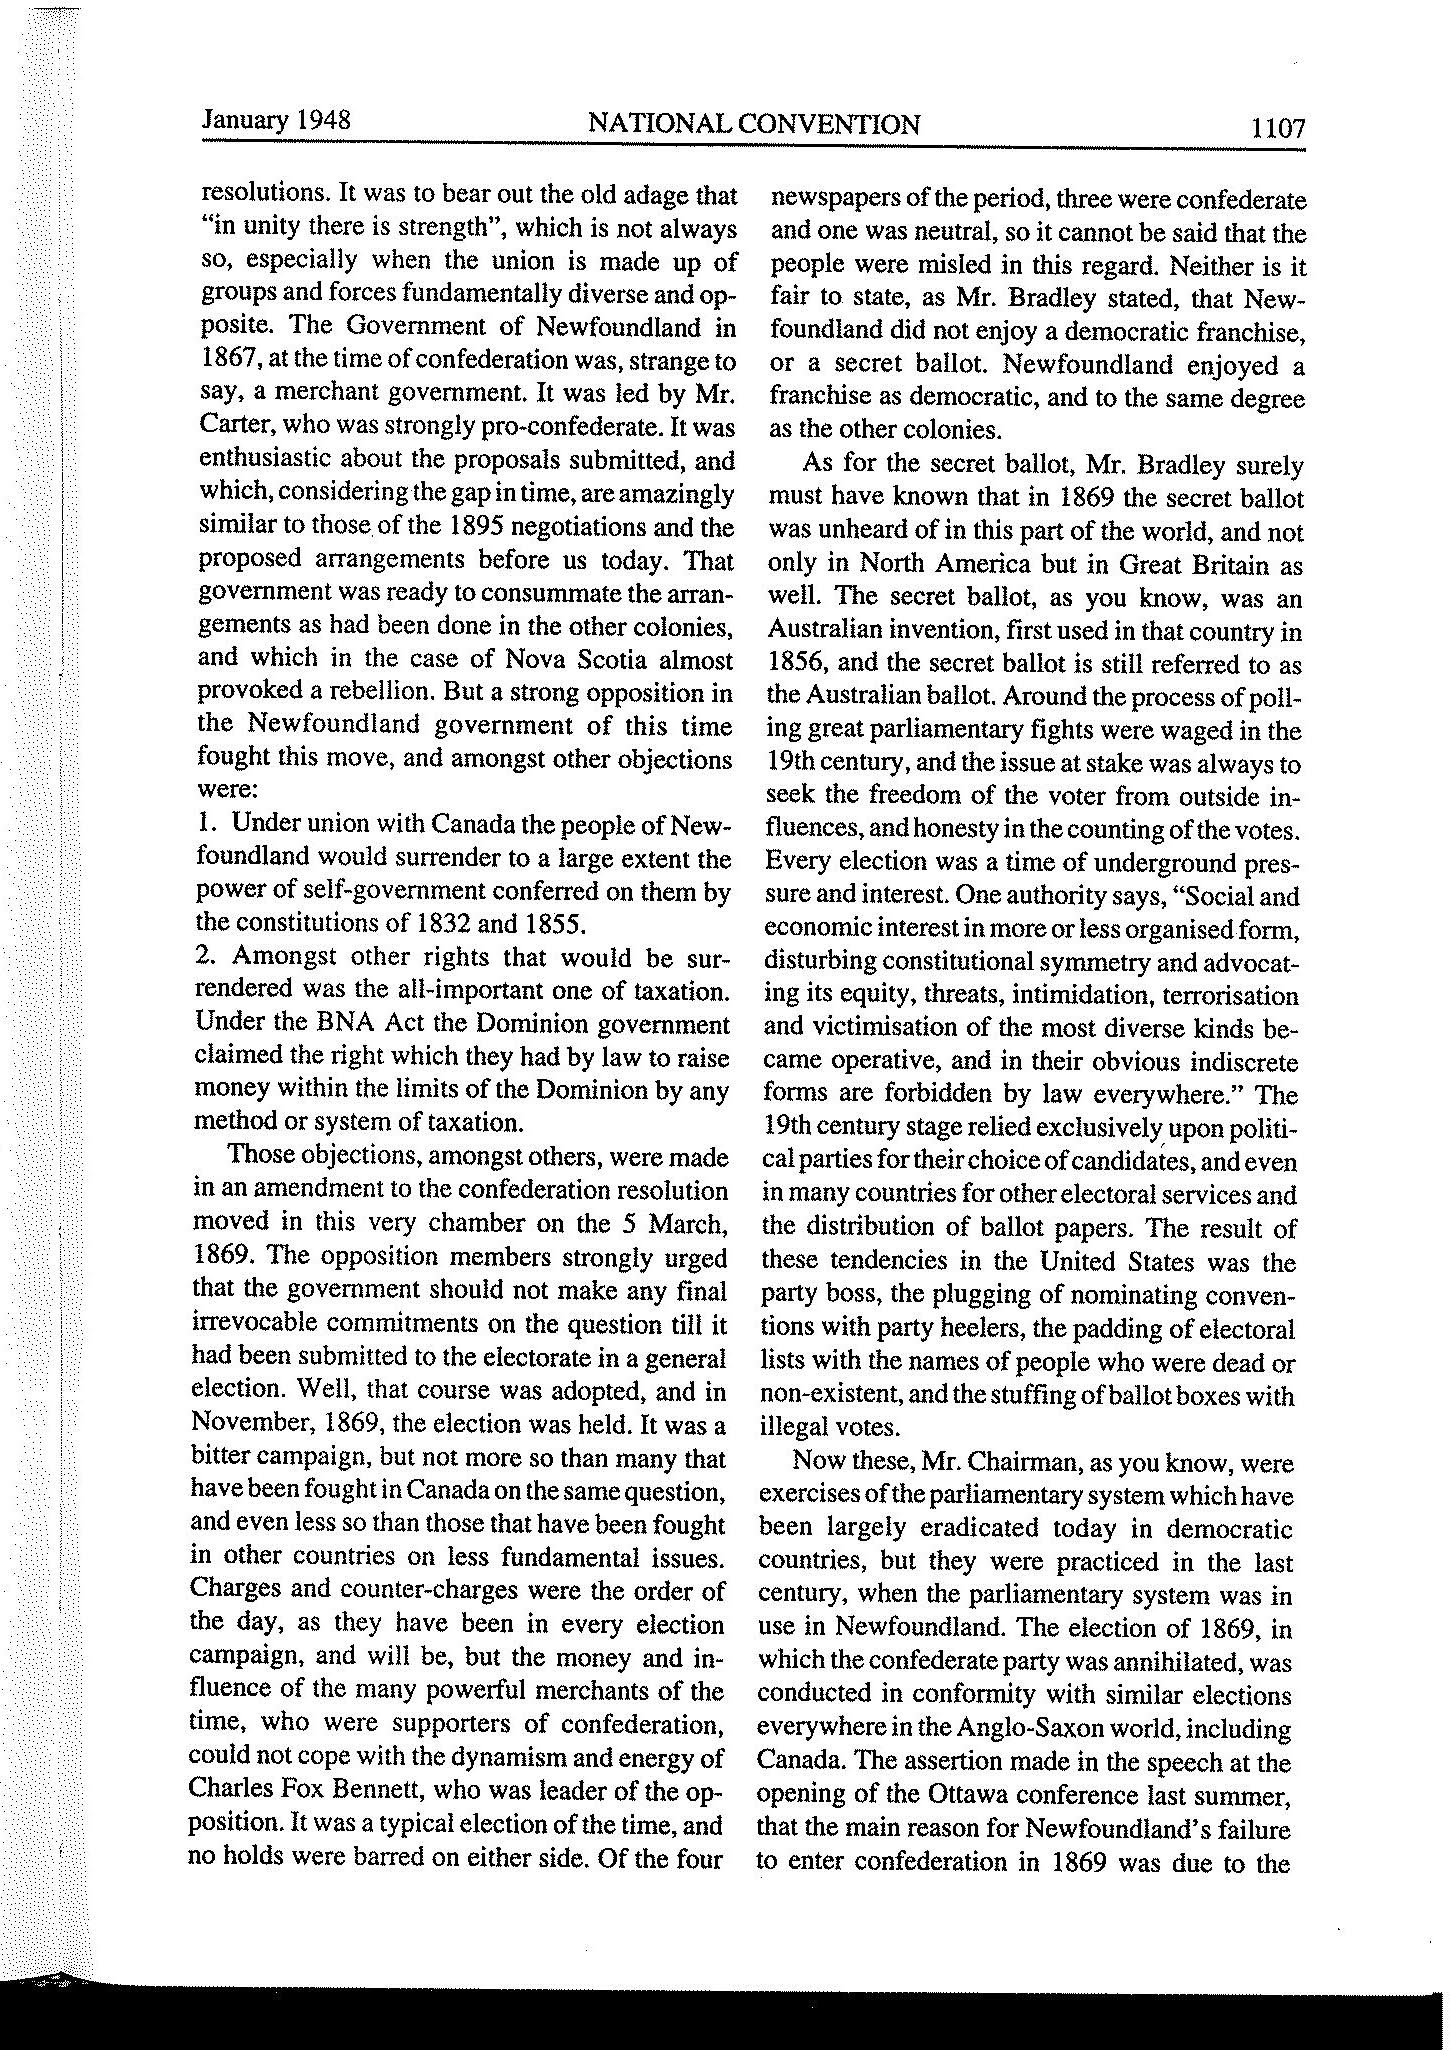 January 1948
NATIONAL CONVENTION
1107
resolutions. It was to bear out the old adage that
“in unity there is strength”, which is not always
so, especially when the union is made up of
groups and forces fundamentally diverse and op-
posite. The Government of Newfoundland in
1867, at the time of confederation was, strange to
say, a merchant government. It was led by Mr.
Carter, who was strongly pro-confederate. It was
enthusiastic about the proposals submitted, and
which, considering the gap in time, are amazingly
similar to those of the 1895 negotiations and the
proposed arrangements before us today. That
government was ready to consummate the arran-
gements as had been done in the other colonies,
and which in the case of Nova Scotia almost
provoked a rebellion. But a strong opposition in
the Newfoundland government of this time
fought this move, and amongst other objections
were:
1. Under union with Canada the people of New-
foundland would surrender to a large extent the
power of self-government conferred on them by
the constitutions of 1832 and 1855.
2. Amongst other rights that would be sur-
rendered was the all-important one of taxation.
Under the BNA Act the Dominion government
claimed the right which they had by law to raise
money within the limits of the Dominion by any
method or system of taxation.
Those objections, amongst others, were made
in an amendment to the confederation resolution
moved in this very chamber on the 5 March,
1869. The opposition members strongly urged
that the government should not make any final
irrevocable commitments on the question till it
had been submitted to the electorate in a general
election. Well, that course was adopted, and in
November, 1869, the election was held. It was a
bitter campaign, but not more so than many that
have been fought in Canada on the same question,
and even less so than those that have been fought
in other countries on less fundamental issues.
Charges and counter-charges were the order of
the day, as they have been in every election
campaign, and will be, but the money and in-
fluence of the many powerful merchants of the
time, who were supporters of confederation,
could not cope with the dynamism and energy of
Charles Fox Bennett, who was leader of the op-
position. It was a typical election of the time, and
no holds were barred on either side. Of the four
newspapers of the period, three were confederate
and one was neutral, so it cannot be said that the
people were misled in this regard. Neither is it
fair to state, as Mr. Bradley stated, that New-
foundland did not enjoy a democratic franchise,
or a secret ballot. Newfoundland enjoyed a
franchise as democratic, and to the same degree
as the other colonies.
As for the secret ballot, Mr. Bradley surely
must have known that in 1869 the secret ballot
was unheard of in this part of the world, and not
only in North America but in Great Britain as
well. The secret ballot, as you know, was an
Australian invention, first used in that country in
1856, and the secret ballot is still referred to as
the Australian ballot. Around the process of poll-
ing great parliamentary fights were waged in the
19th century, and the issue at stake was always to
seek the freedom of the voter from outside in-
fluences, and honesty in the counting of the votes.
Every election was a time of underground pres-
sure and interest. One authority says, “Social and
economic interest in more or less organised form,
disturbing constitutional symmetry and advocat-
ing its equity, threats, intimidation, terrorisation
and victimisation of the most diverse kinds be-
came operative, and in their obvious indiscrete
forms are forbidden by law everywhere.” The
19th century stage relied exclusively upon politi-
cal parties for their choice of candidates, and even
in many countries for other electoral services and
the distribution of ballot papers. The result of
these tendencies in the United States was the
party boss, the plugging of nominating conven-
tions with party heelers, the padding of electoral
lists with the names of people who were dead or
non-existent, and the stuffing of ballot boxes with
illegal votes.
Now these, Mr. Chairman, as you know, were
exercises of the parliamentary system which have
been largely eradicated today in democratic
countries, but they were practiced in the last
century, when the parliamentary system was in
use in Newfoundland. The election of 1869, in
which the confederate party was annihilated, was
conducted in conformity with similar elections
everywhere in the Anglo-Saxon world, including
Canada. The assertion made in the speech at the
opening of the Ottawa conference last summer,
that the main reason for Newfoundland's failure
to enter confederation in 1869 was due to the